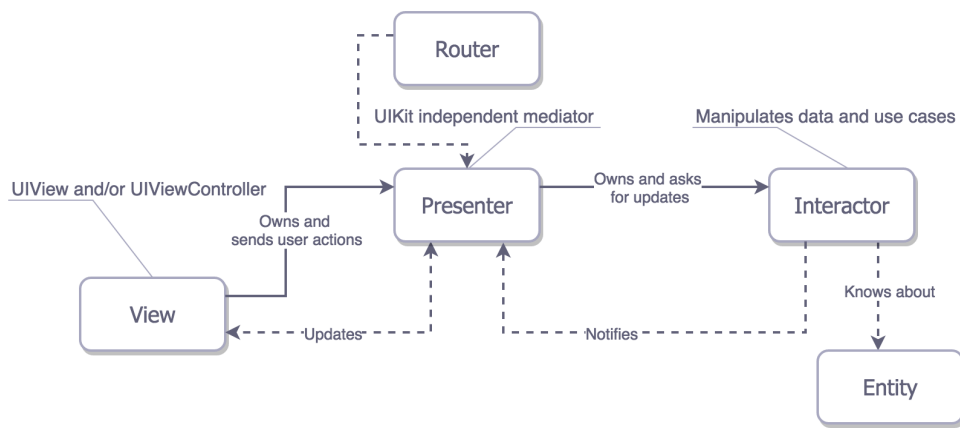 Router
UIKit independent mediator
Manipulates data and use cases
UIView and/or UIViewController
Owns and asks
for updates
Presenter
Interactor
Owns and
sends user actions
Knows about
View
Updates
Notifies
Entity